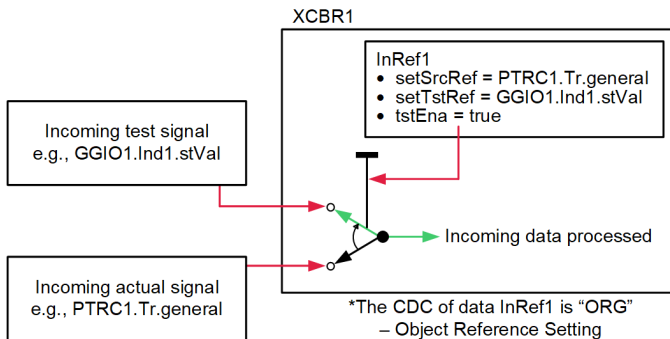 XCBR1
InRef1
• setSrcRef = PTRC1.Tr.general
• setTstRef = GGIO1.Ind1.stVal
• tstEna = true
Incoming test signal
e.g., GGIO1.Ind1.stVal
Incoming data processed
Incoming actual signal
e.g., PTRC1.Tr.general
*The CDC of data InRef1 is “ORG”
– Object Reference Setting